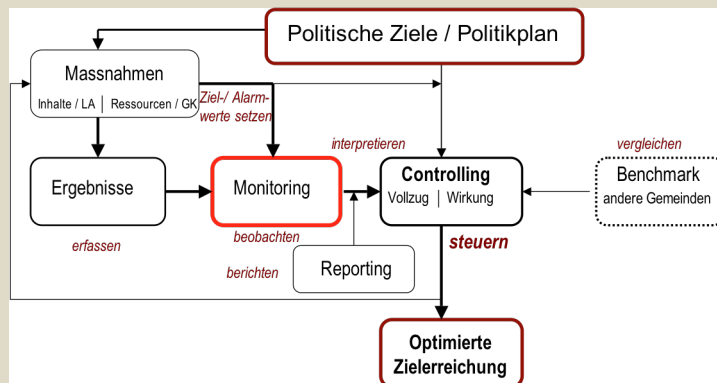 Politische Ziele / Politikplan
Massnahmen
Inhalte / LA | Ressourcen / GK
Ziel-/ Alarm-
werte setzen
interpretieren
vergleichen
Ergebnisse
Monitoring
Controlling
Vollzug | Wirkung
Benchmark
andere Gemeinden
erfassen
beobachten
steuern
berichten
Reporting
Optimierte
Zielerreichung